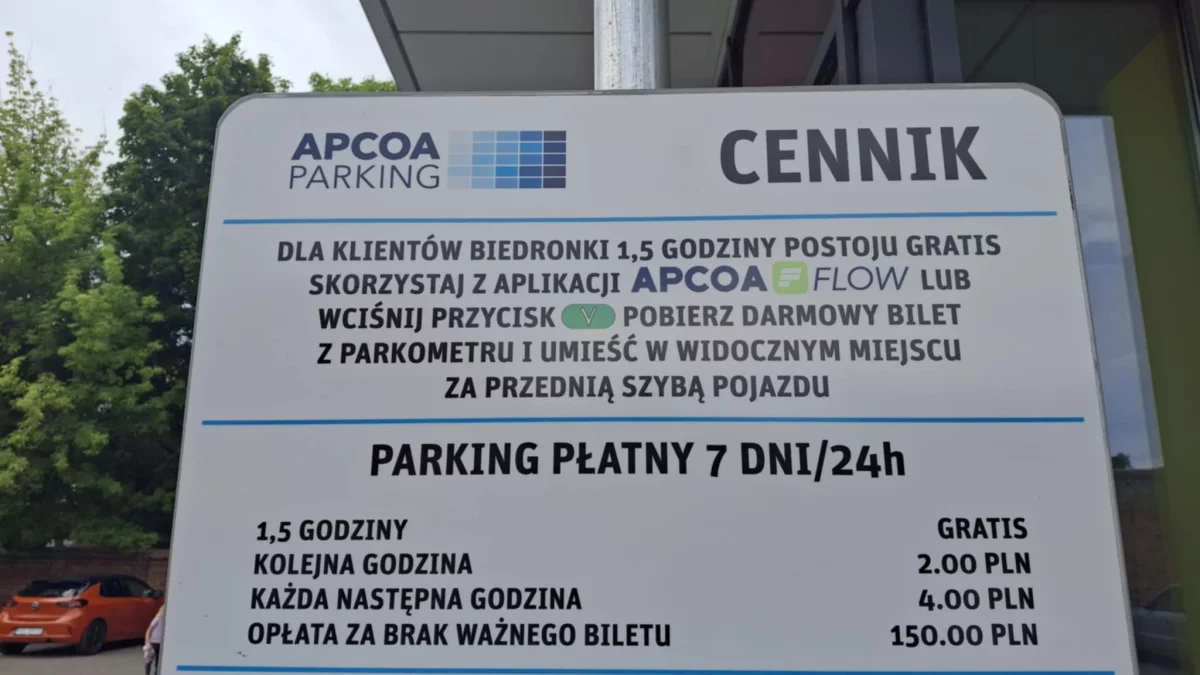 APCOA
PARKING
CENNIK
DLA KLIENTÓW BIEDRONKI 1,5 GODZINY POSTOJU GRATIS
SKORZYSTAJ Z APLIKACJI APCOA FLOW LUB
WCIŚNIJ PRZYCISK V POBIERZ DARMOWY BILET
Z PARKOMETRU I UMIEŚĆ W WIDOCZNYM MIEJSCU
ZA PRZEDNIĄ SZYBĄ POJAZDU
PARKING PŁATNY 7 DNI/24h
1,5 GODZINY GRATIS
KOLEJNA GODZINA 2.00 PLN
KAŻDA NASTĘPNA GODZINA 4.00 PLN
OPŁATA ZA BRAK WAŻNEGO BILETU 150.00 PLN